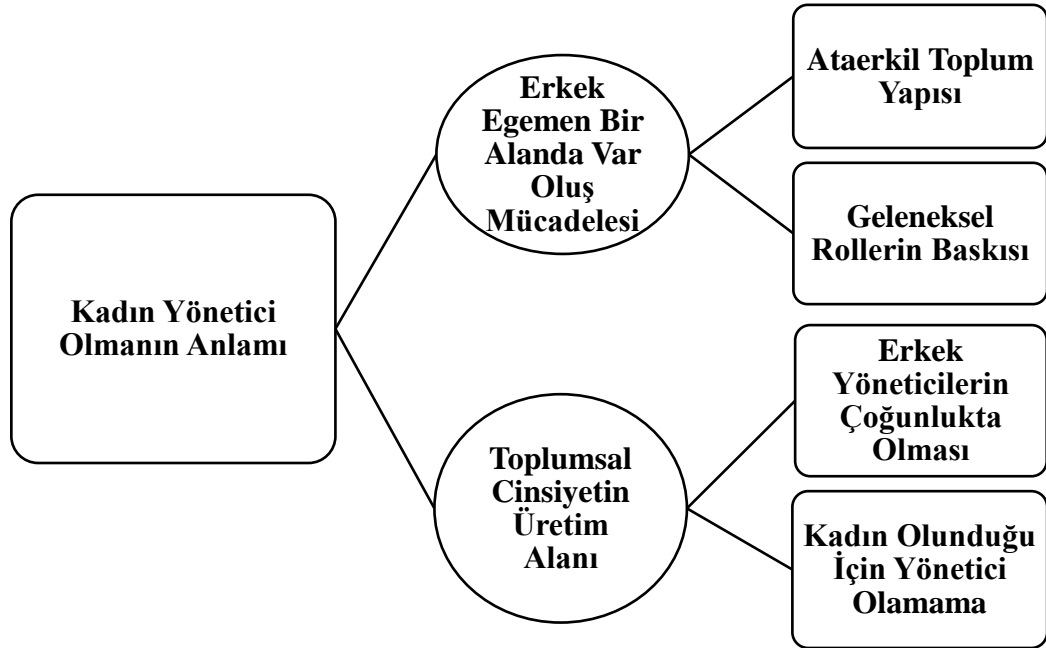 Kadın Yönetici
Olmanın Anlamı
Erkek
Egemen Bir
Alanda Var
Oluş
Mücadelesi
Ataerkil Toplum
Yapısı
Geleneksel
Rollerin Baskısı
Toplumsal
Cinsiyetin
Üretim
Alanı
Erkek
Yöneticilerin
Çoğunlukta
Olması
Kadın Olunduğu
İçin Yönetici
Olamama